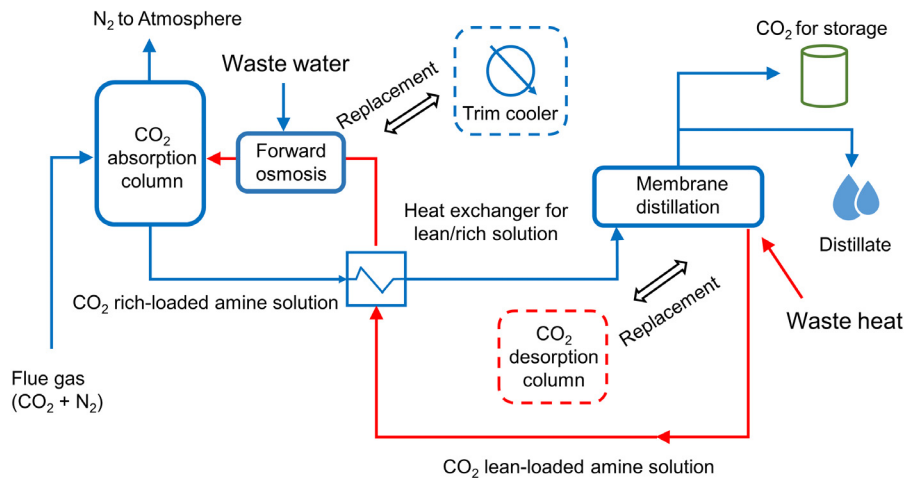 N₂ to Atmosphere
CO₂ for storage
Waste water
Replacement
Trim cooler
CO₂
absorption
column
Forward
osmosis
Membrane
distillation
Heat exchanger for
lean/rich solution
Distillate
CO₂ rich-loaded amine solution
Replacement
CO₂
desorption
column
Waste heat
Flue gas
(CO₂ + N₂)
CO₂ lean-loaded amine solution